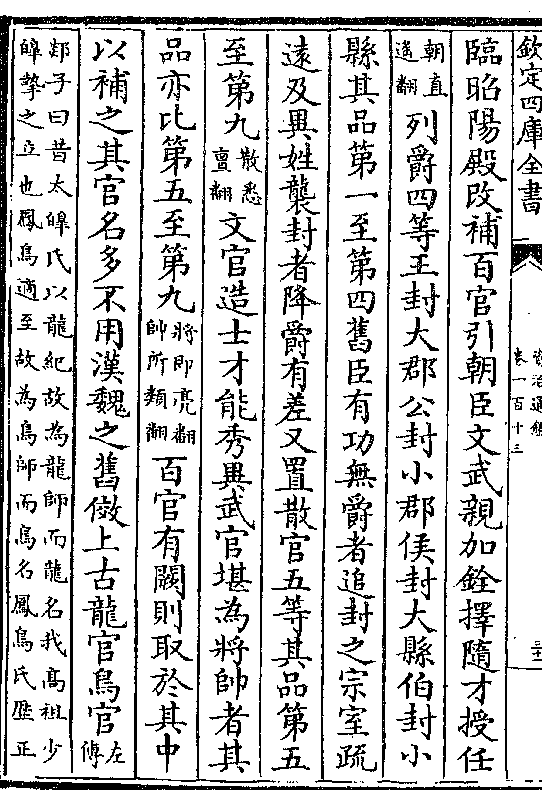 欽定四庫全書
資治通鑑
卷一百十三
臨昭陽殿改補百官引朝臣文武親加銓擇隨才授任
朝直
遥翻
列爵四等王封大郡公封小郡侯封大縣伯封小
縣其品第一至第四舊臣有功無爵者追封之宗室疏
遠及異姓襲封者降爵有差又置散官五等其品第五
至第九
散悉
亶翻
文官造士才能秀異武官堪為將帥者其
品亦比第五至第九
將即亮翻
帥所類翻
百官有闕則取於其中
以補之其官名多不用漢魏之舊倣上古龍官鳥官
左
傳
郯子曰昔太皞氏以龍紀故為龍師而龍名我高祖少
皞摯之立也鳳鳥適至故為鳥師而鳥名鳳鳥氏歴正